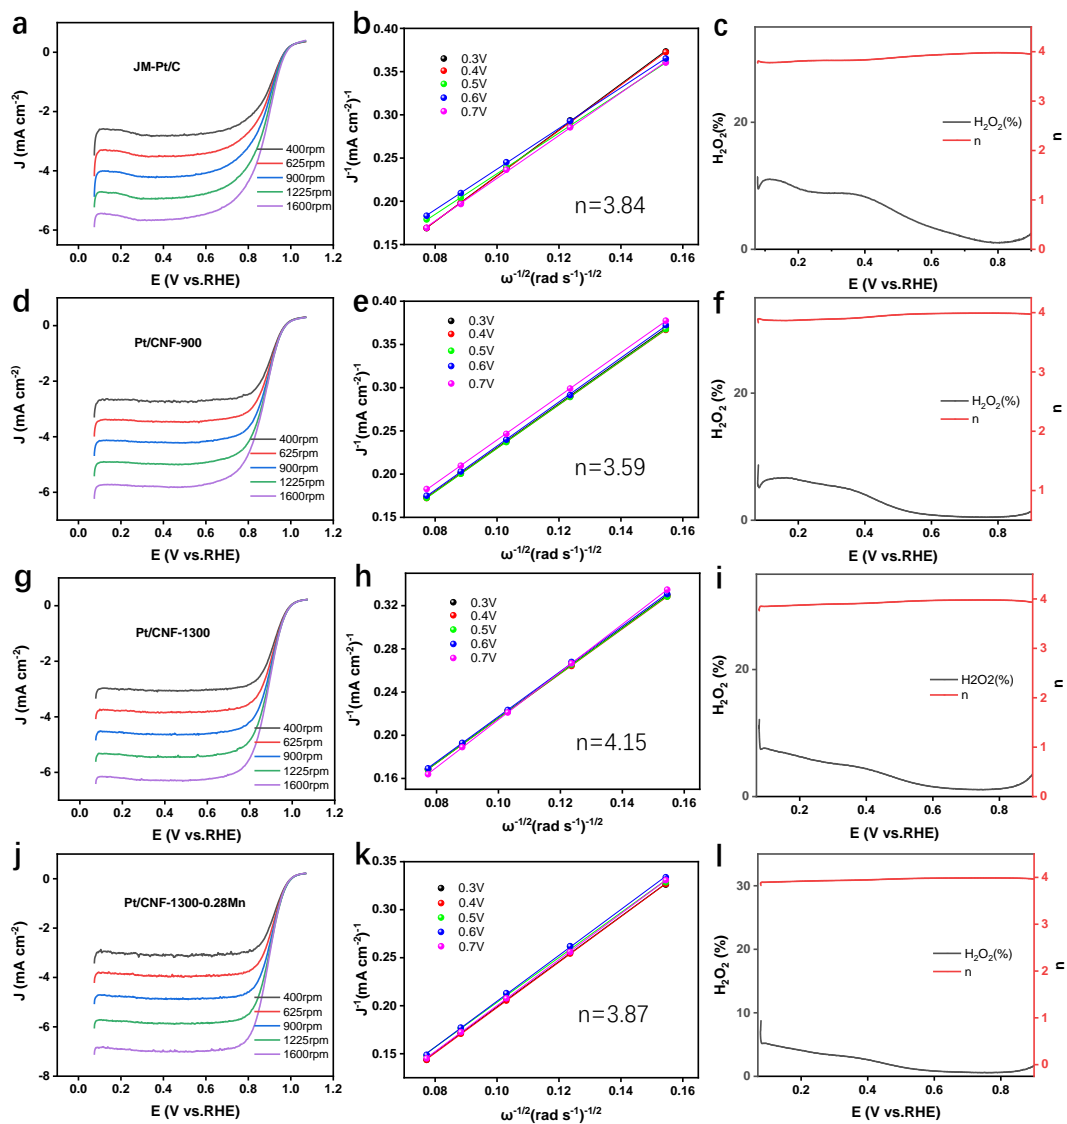 a
JM-Pt/C
J (mA cm⁻²)
0
-2
-4
-6
400rpm
625rpm
900rpm
1225rpm
1600rpm
0.0 0.2 0.4 0.6 0.8 1.0 1.2
E (V vs.RHE)
b
J⁻¹(mA cm⁻²)⁻¹
0.40
0.35
0.30
0.25
0.20
0.15
0.3V
0.4V
0.5V
0.6V
0.7V
n=3.84
0.08 0.10 0.12 0.14 0.16
ω⁻¹/²(rad s⁻¹)⁻¹/²
c
H₂O₂(%)
20
0
H₂O₂(%)
n
4
3
2
1
0
n
0.2 0.4 0.6 0.8
E (V vs.RHE)
d
Pt/CNF-900
J (mA cm⁻²)
0
-2
-4
-6
400rpm
625rpm
900rpm
1225rpm
1600rpm
0.0 0.2 0.4 0.6 0.8 1.0 1.2
E (V vs.RHE)
e
J⁻¹(mA cm⁻²)⁻¹
0.40
0.35
0.30
0.25
0.20
0.15
0.3V
0.4V
0.5V
0.6V
0.7V
n=3.59
0.08 0.10 0.12 0.14 0.16
ω⁻¹/²(rad s⁻¹)⁻¹/²
f
H₂O₂(%)
20
0
H₂O₂(%)
n
4
3
2
1
n
0.2 0.4 0.6 0.8
E (V vs.RHE)
g
Pt/CNF-1300
J (mA cm⁻²)
0
-2
-4
-6
400rpm
625rpm
900rpm
1225rpm
1600rpm
0.0 0.2 0.4 0.6 0.8 1.0 1.2
E (V vs.RHE)
h
J⁻¹(mA cm⁻²)⁻¹
0.32
0.28
0.24
0.20
0.16
0.3V
0.4V
0.5V
0.6V
0.7V
n=4.15
0.08 0.10 0.12 0.14 0.16
ω⁻¹/²(rad s⁻¹)⁻¹/²
i
H₂O₂ (%)
20
0
H2O2(%)
n
4
3
2
1
0
n
0.2 0.4 0.6 0.8
E (V vs.RHE)
j
Pt/CNF-1300-0.28Mn
J (mA cm⁻²)
0
-2
-4
-6
-8
400rpm
625rpm
900rpm
1225rpm
1600rpm
0.0 0.2 0.4 0.6 0.8 1.0 1.2
E (V vs.RHE)
k
J⁻¹(mA cm⁻²)⁻¹
0.35
0.30
0.25
0.20
0.15
0.3V
0.4V
0.5V
0.6V
0.7V
n=3.87
0.08 0.10 0.12 0.14 0.16
ω⁻¹/²(rad s⁻¹)⁻¹/²
l
H₂O₂ (%)
30
20
10
0
H₂O₂(%)
n
4
3
2
1
0
n
0.2 0.4 0.6 0.8
E (V vs.RHE)